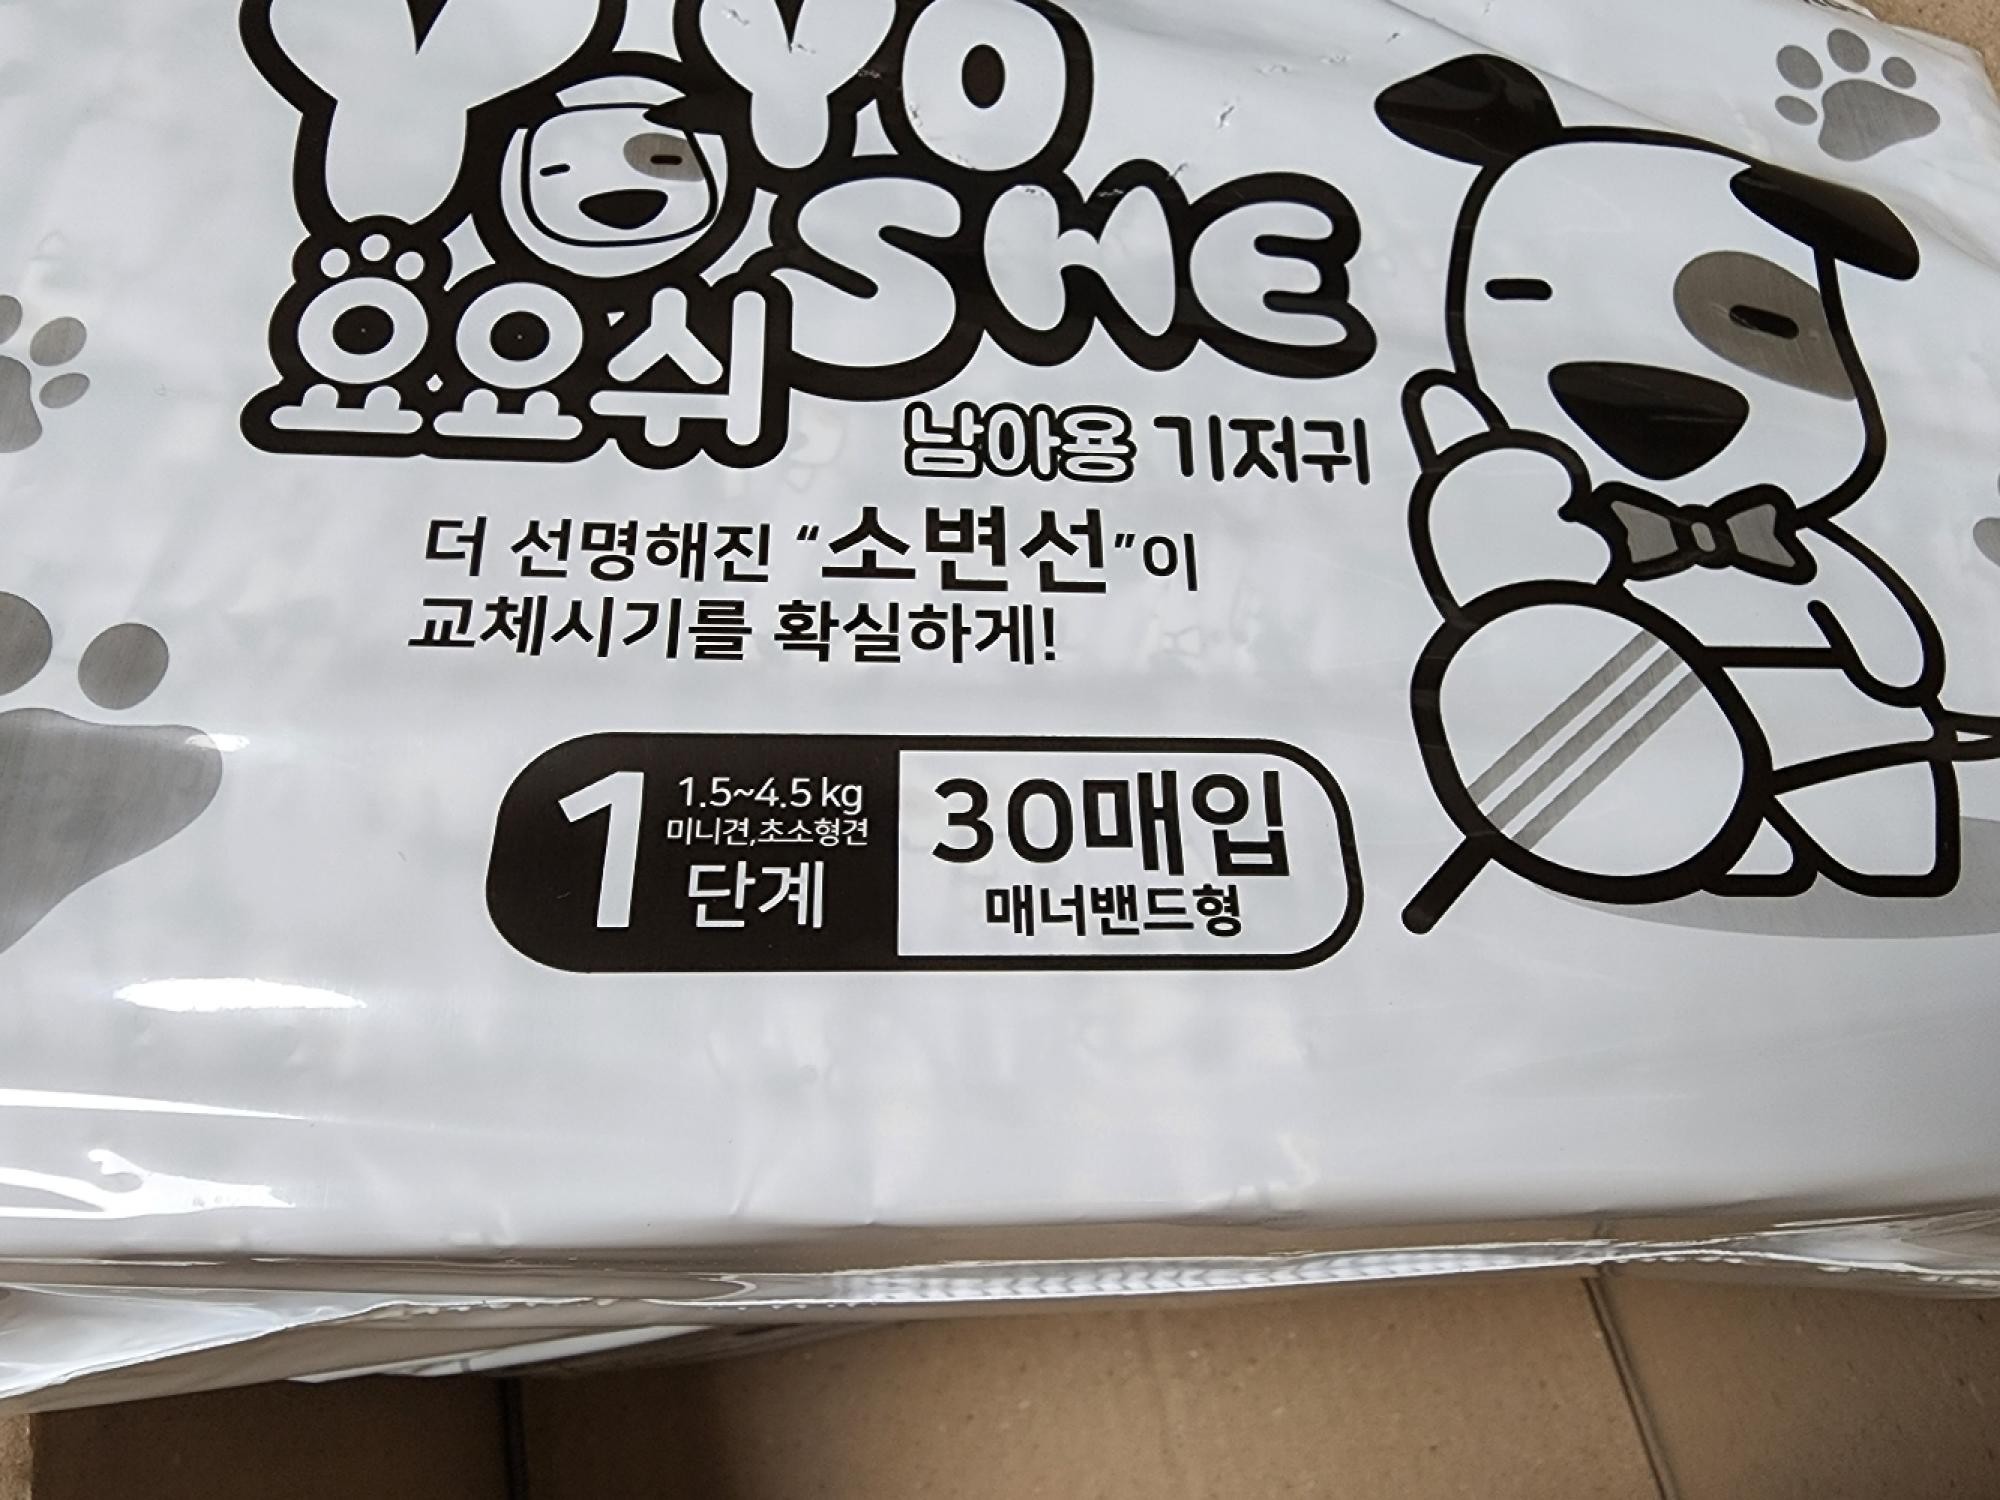 YOYO
SHE
요요쉬
남아용 기저귀
더 선명해진 “소변선”이
교체시기를 확실하게!
1
1.5~4.5 kg
미니견,초소형견
단계
30매입
매너밴드형